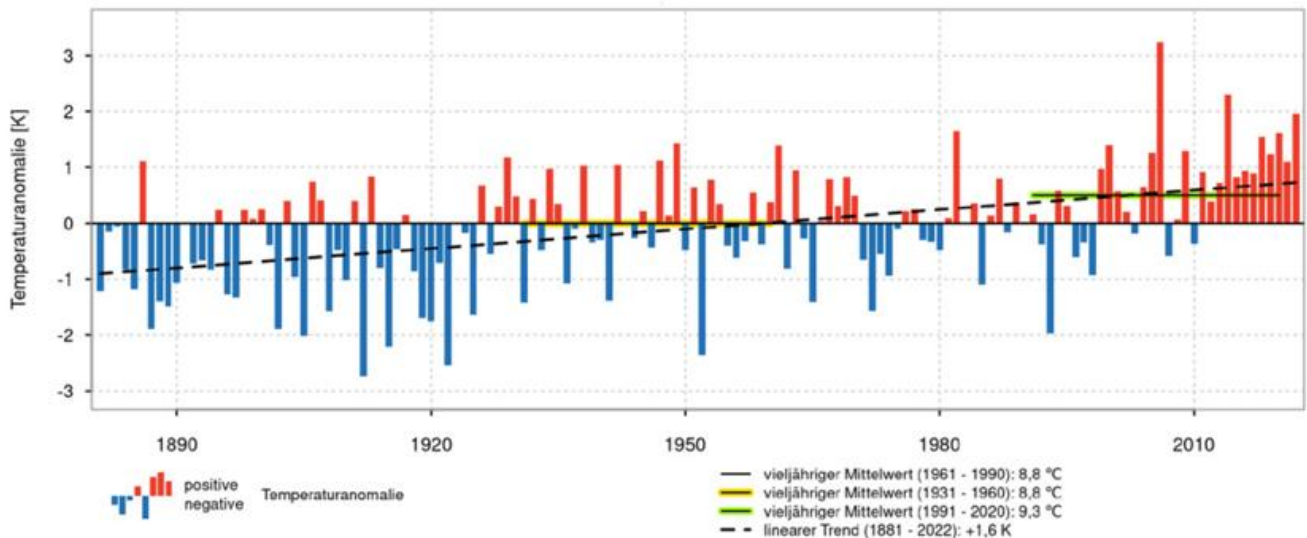 Temperaturanomalie [K]
3
2
1
0
-1
-2
-3
1890
1920
1950
1980
2010
positive
negative
Temperaturanomalie
vieljähriger Mittelwert (1961 - 1990): 8,8 °C
vieljähriger Mittelwert (1931 - 1960): 8,8 °C
vieljähriger Mittelwert (1991 - 2020): 9,3 °C
linearer Trend (1881 - 2022): +1,6 K